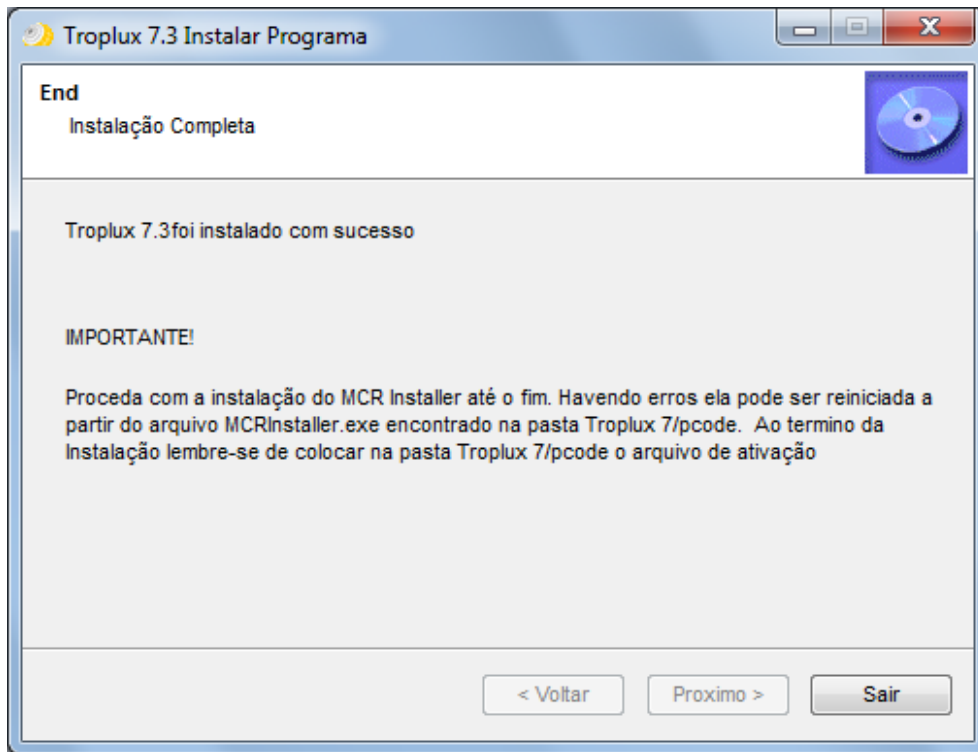 Troplux 7.3 Instalar Programa
End
Instalação Completa
Troplux 7.3foi instalado com sucesso
IMPORTANTE!
Proceda com a instalação do MCR Installer até o fim. Havendo erros ela pode ser reiniciada a
partir do arquivo MCRInstaller.exe encontrado na pasta Troplux 7/pcode.  Ao termino da
Instalação lembre-se de colocar na pasta Troplux 7/pcode o arquivo de ativação
< Voltar
Proximo >
Sair